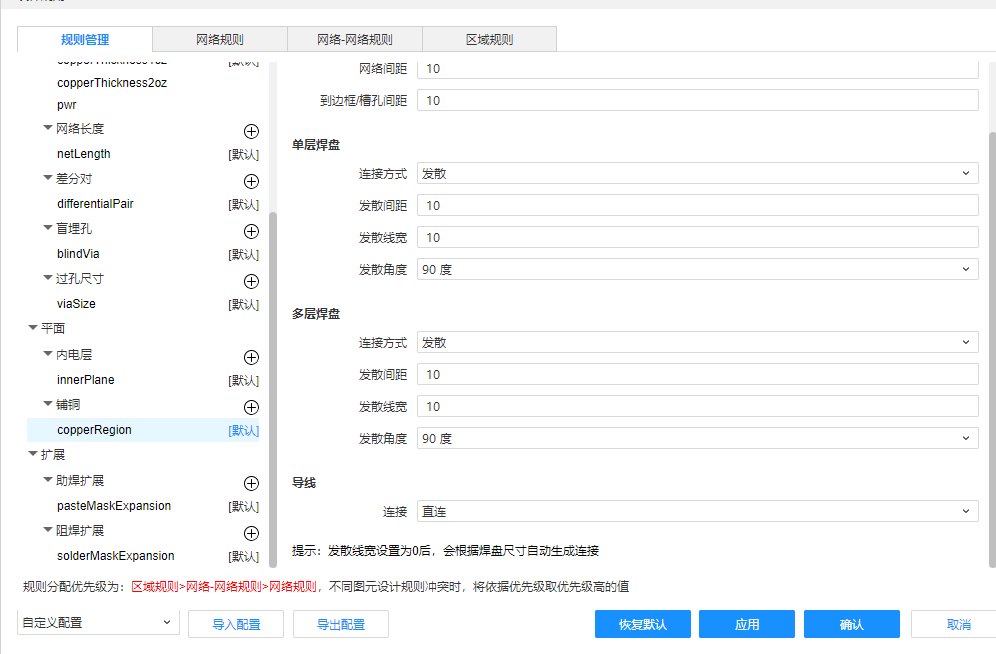 规则管理
网络规则
网络-网络规则
区域规则
copperThickness1oz [默认]
copperThickness2oz
pwr
网络长度
netLength [默认]
差分对
differentialPair [默认]
盲埋孔
blindVia [默认]
过孔尺寸
viaSize [默认]
平面
内电层
innerPlane [默认]
铺铜
copperRegion [默认]
扩展
助焊扩展
pasteMaskExpansion [默认]
阻焊扩展
solderMaskExpansion [默认]
网络间距 10
到边框/槽孔间距 10
单层焊盘
连接方式 发散
发散间距 10
发散线宽 10
发散角度 90 度
多层焊盘
连接方式 发散
发散间距 10
发散线宽 10
发散角度 90 度
导线
连接 直连
提示：发散线宽设置为0后，会根据焊盘尺寸自动生成连接
规则分配优先级为：区域规则>网络-网络规则>网络规则，不同图元设计规则冲突时，将依据优先级取优先级高的值
自定义配置
导入配置
导出配置
恢复默认
应用
确认
取消